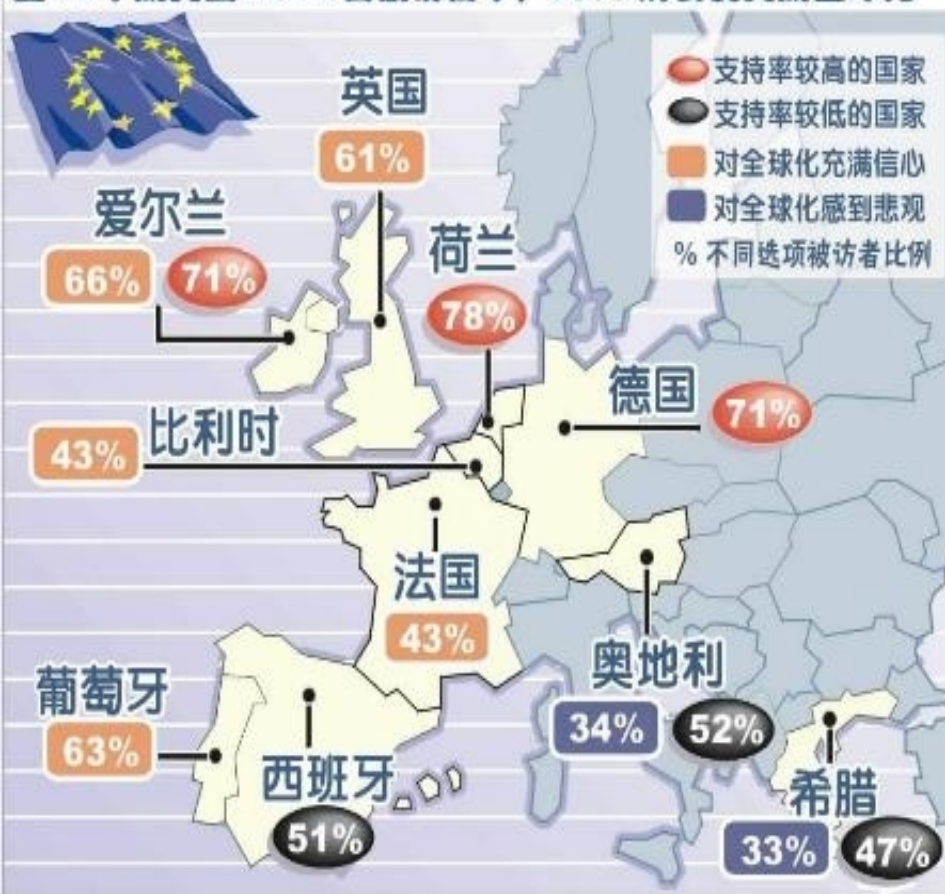 支持率较高的国家
支持率较低的国家
对全球化充满信心
对全球化感到悲观
% 不同选项被访者比例
英国
61%
爱尔兰
66% 71%
荷兰
78%
德国
71%
比利时
43%
法国
43%
奥地利
34% 52%
葡萄牙
63%
西班牙
51%
希腊
33% 47%